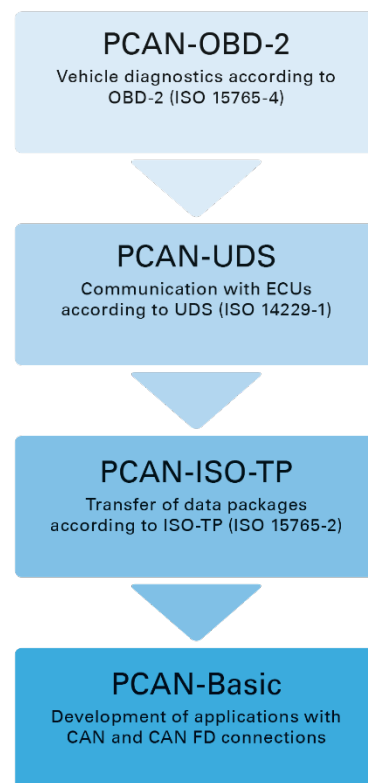 PCAN-OBD-2
Vehicle diagnostics according to
OBD-2 (ISO 15765-4)
PCAN-UDS
Communication with ECUs
according to UDS (ISO 14229-1)
PCAN-ISO-TP
Transfer of data packages
according to ISO-TP (ISO 15765-2)
PCAN-Basic
Development of applications with
CAN and CAN FD connections